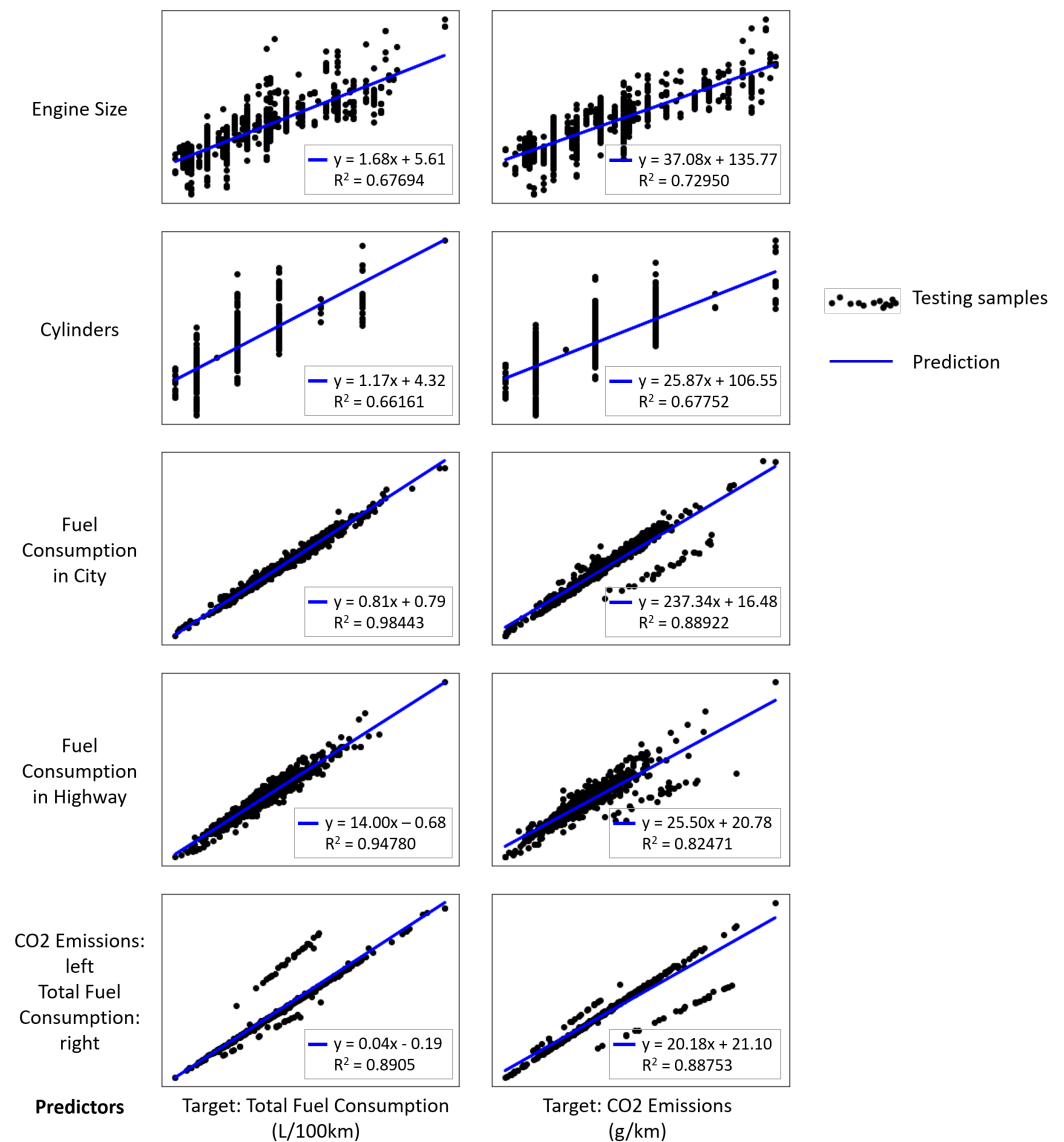 Engine Size
y = 1.68x + 5.61
R² = 0.67694
y = 37.08x + 135.77
R² = 0.72950
Cylinders
y = 1.17x + 4.32
R² = 0.66161
y = 25.87x + 106.55
R² = 0.67752
Testing samples
Prediction
Fuel
Consumption
in City
y = 0.81x + 0.79
R² = 0.98443
y = 237.34x + 16.48
R² = 0.88922
Fuel
Consumption
in Highway
y = 14.00x – 0.68
R² = 0.94780
y = 25.50x + 20.78
R² = 0.82471
CO2 Emissions:
left
Total Fuel
Consumption:
right
y = 0.04x - 0.19
R² = 0.8905
y = 20.18x + 21.10
R² = 0.88753
Predictors
Target: Total Fuel Consumption
(L/100km)
Target: CO2 Emissions
(g/km)